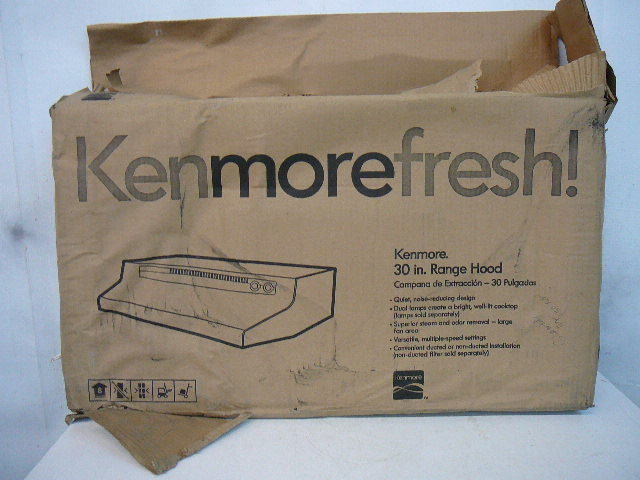 Kenmorefresh!
Kenmore.
30 in. Range Hood
Campana de Extracción – 30 Pulgadas
• Quiet, noise-reducing design
• Dual lamps create a bright, well-lit cooktop
(lamps sold separately)
• Superior steam and odor removal – large
fan area
• Versatile, multiple-speed settings
• Convenient ducted or non-ducted installation
(non-ducted filter sold separately)
Kenmore